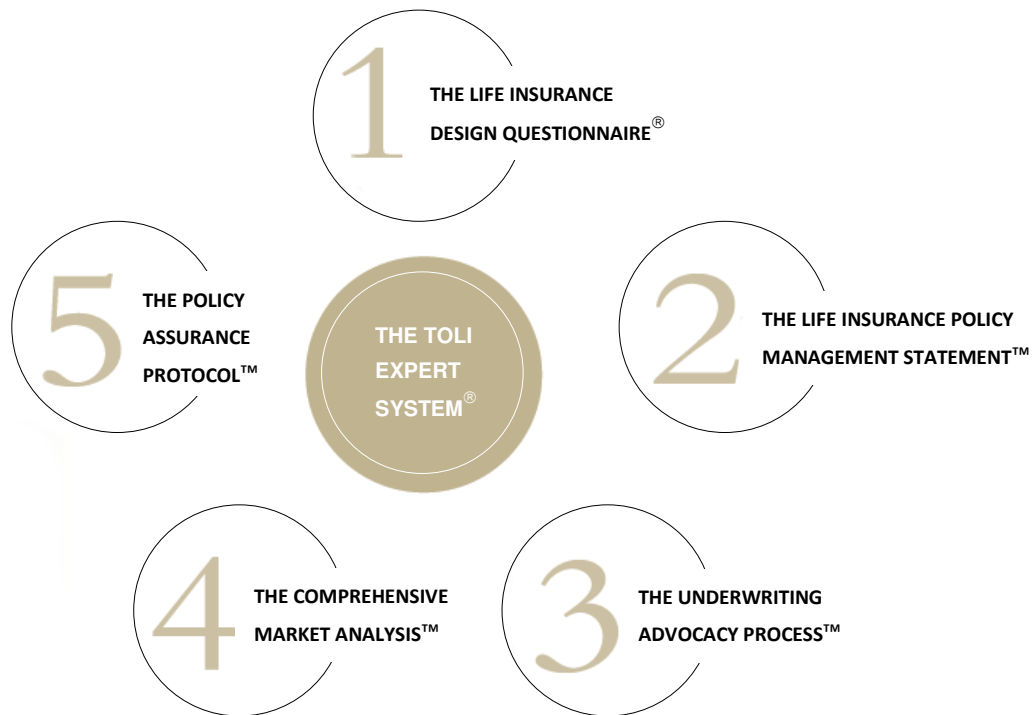 1
THE LIFE INSURANCE
DESIGN QUESTIONNAIRE®
2
THE LIFE INSURANCE POLICY
MANAGEMENT STATEMENT™
3
THE UNDERWRITING
ADVOCACY PROCESS™
4
THE COMPREHENSIVE
MARKET ANALYSIS™
5
THE POLICY
ASSURANCE
PROTOCOL™
THE TOLI
EXPERT
SYSTEM®